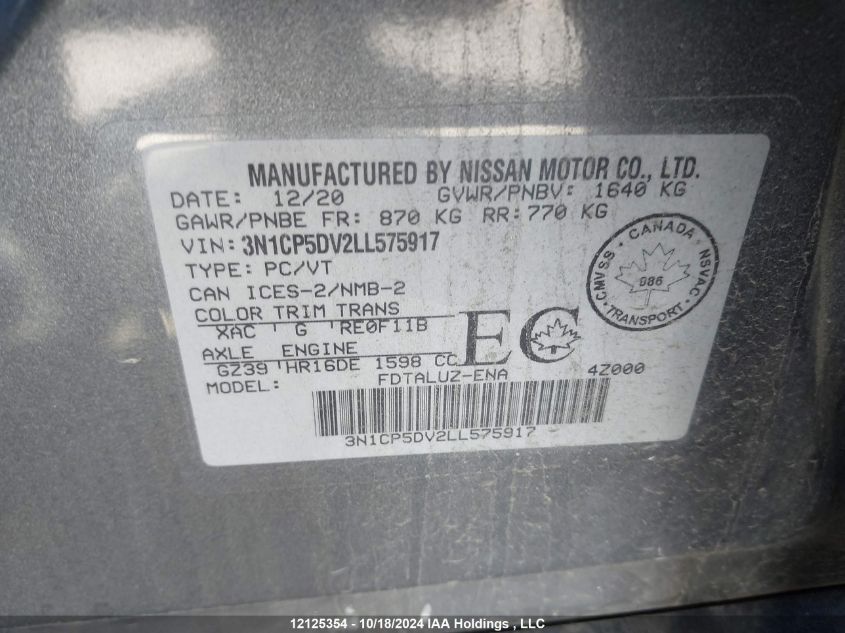 MANUFACTURED BY NISSAN MOTOR CO., LTD.
DATE: 12/20 GVWR/PNBV: 1640 KG
GAWR/PNBE FR: 870 KG RR: 770 KG
VIN: 3N1CP5DV2LL575917
TYPE: PC/VT
CAN ICES-2/NMB-2
COLOR TRIM TRANS
XAC G RE0F11B
AXLE ENGINE
GZ39 HR16DE 1598 CC
MODEL: FDTALUZ-ENA 4Z000
EC
CANADA
CMVSS NSVAC
986
TRANSPORT
3N1CP5DV2LL575917
12125354 - 10/18/2024 IAA Holdings , LLC